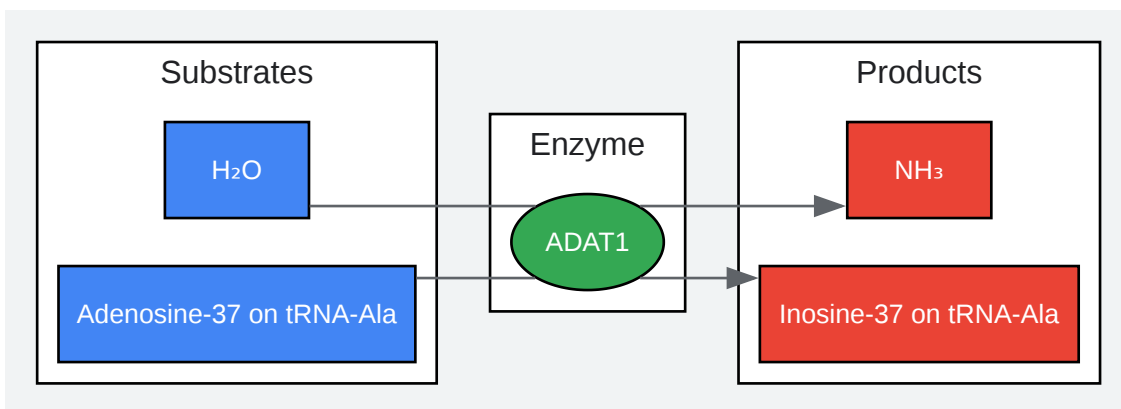 Substrates
H₂O
Adenosine-37 on tRNA-Ala
Enzyme
ADAT1
Products
NH₃
Inosine-37 on tRNA-Ala